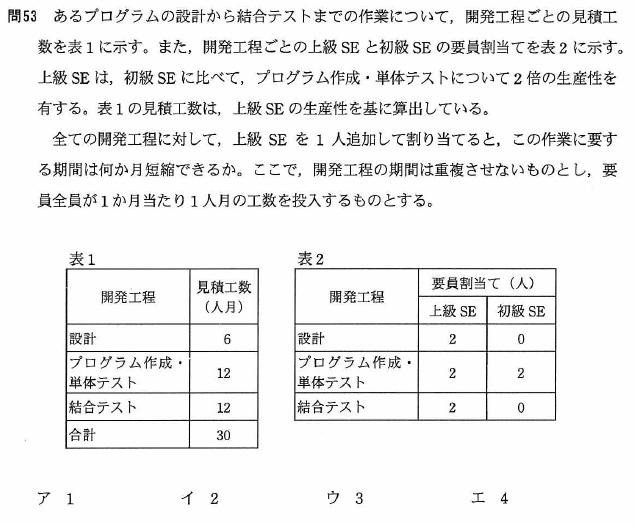 問53 あるプログラムの設計から結合テストまでの作業について，開発工程ごとの見積工
数を表1に示す。また，開発工程ごとの上級SEと初級SEの要員割当てを表2に示す。
上級SEは，初級SEに比べて，プログラム作成・単体テストについて2倍の生産性を
有する。表1の見積工数は，上級SEの生産性を基に算出している。
全ての開発工程に対して，上級SEを1人追加して割り当てると，この作業に要す
る期間は何か月短縮できるか。ここで，開発工程の期間は重複させないものとし，要
員全員が1か月当たり1人月の工数を投入するものとする。
表1
開発工程 見積工数
（人月）
設計 6
プログラム作成・
単体テスト 12
結合テスト 12
合計 30
表2
開発工程 要員割当て（人）
上級SE 初級SE
設計 2 0
プログラム作成・
単体テスト 2 2
結合テスト 2 0
ア 1 イ 2 ウ 3 エ 4